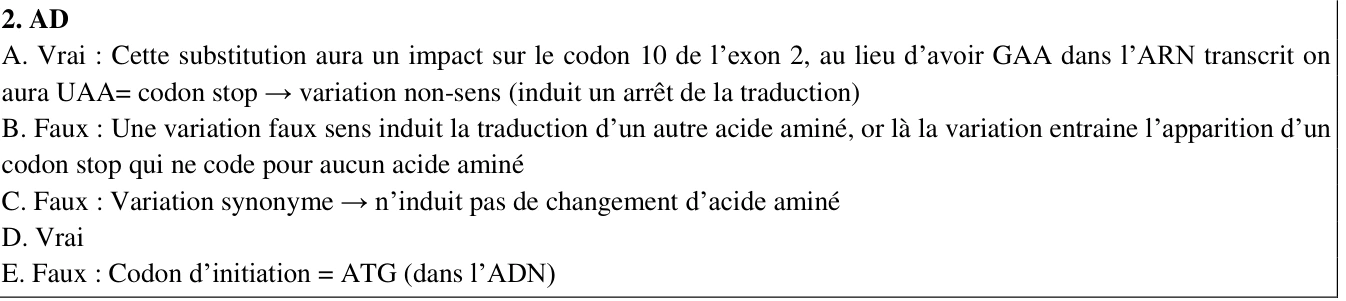 2. AD
A. Vrai : Cette substitution aura un impact sur le codon 10 de l’exon 2, au lieu d’avoir GAA dans l’ARN transcrit on
aura UAA= codon stop → variation non-sens (induit un arrêt de la traduction)
B. Faux : Une variation faux sens induit la traduction d’un autre acide aminé, or là la variation entraine l’apparition d’un
codon stop qui ne code pour aucun acide aminé
C. Faux : Variation synonyme → n’induit pas de changement d’acide aminé
D. Vrai
E. Faux : Codon d’initiation = ATG (dans l’ADN)